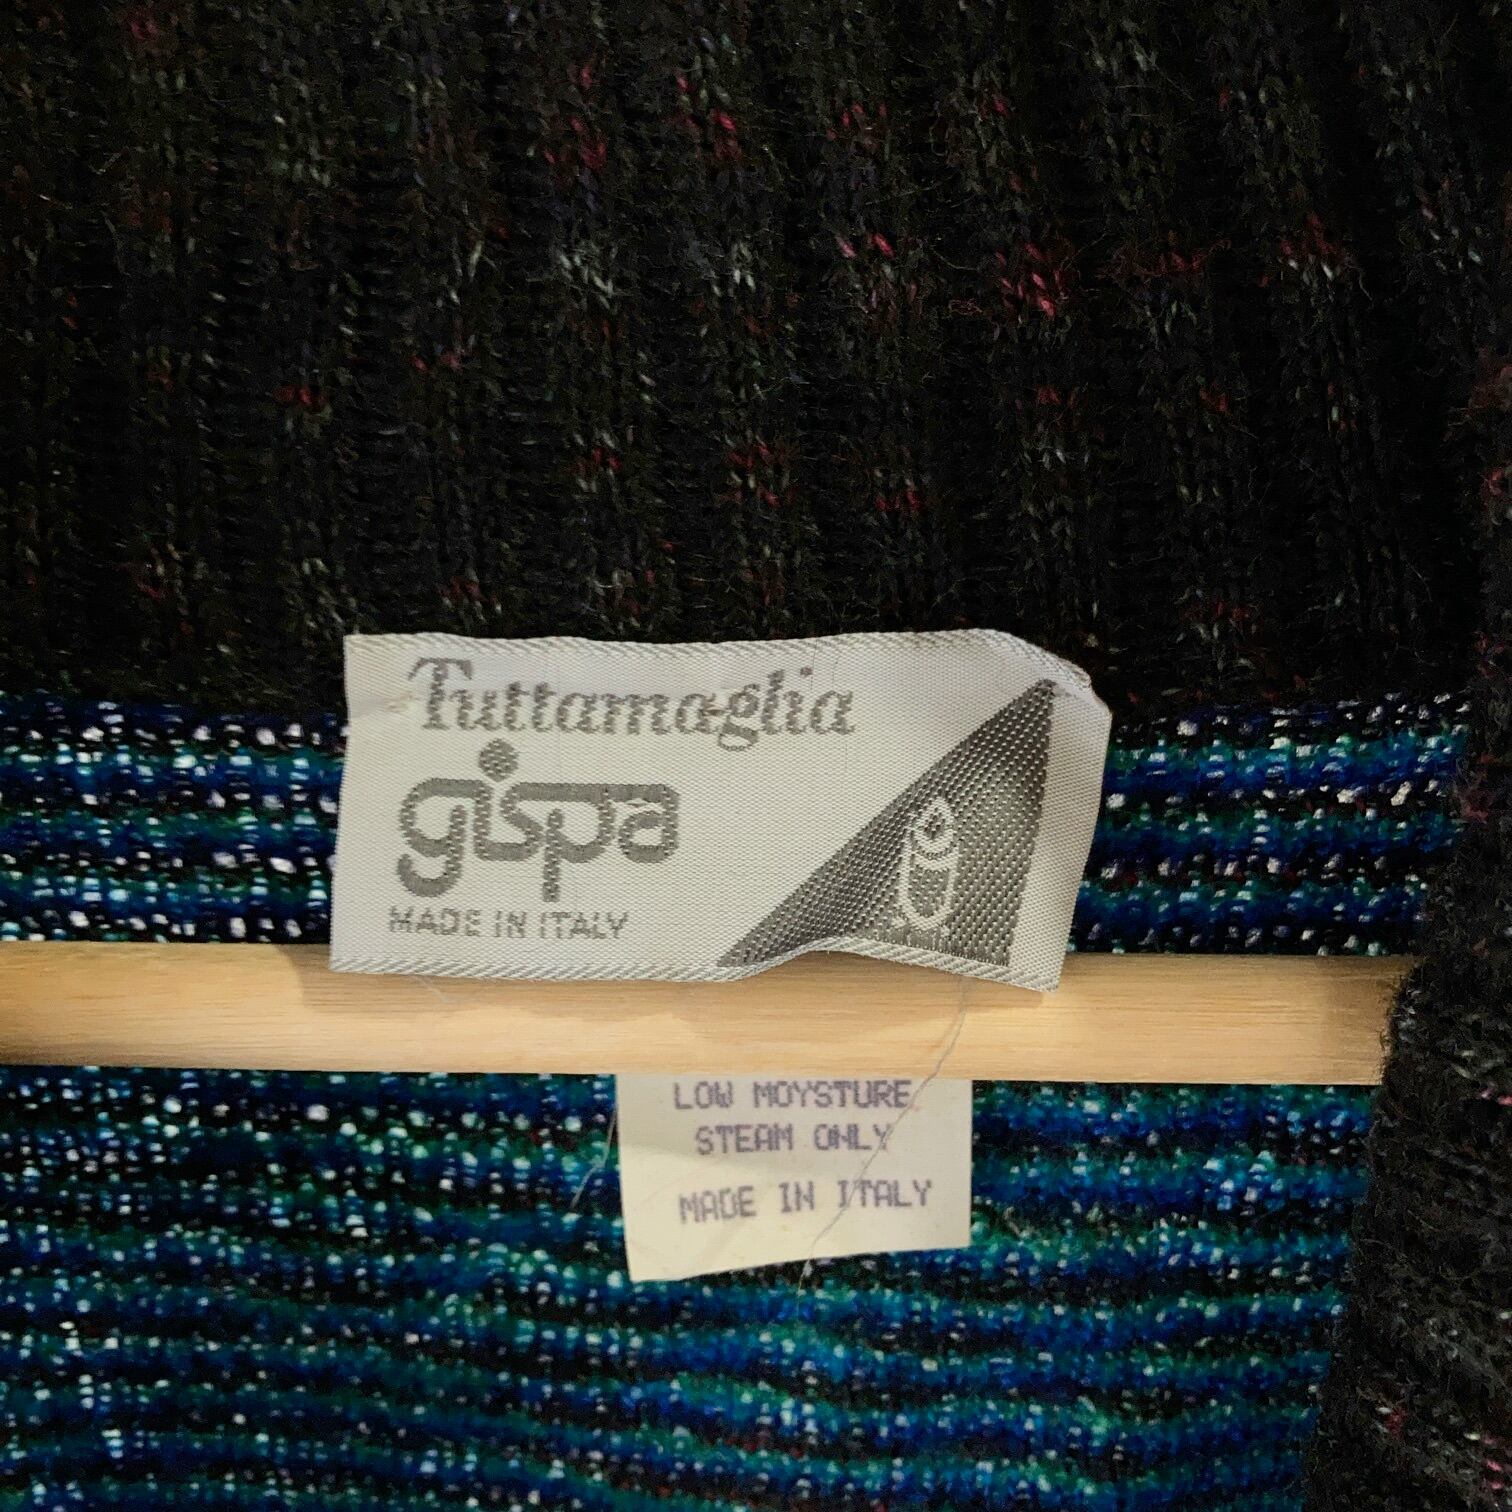 Tuttamaglia
gispa
MADE IN ITALY
LOW MOYSTURE
STEAM ONLY
MADE IN ITALY